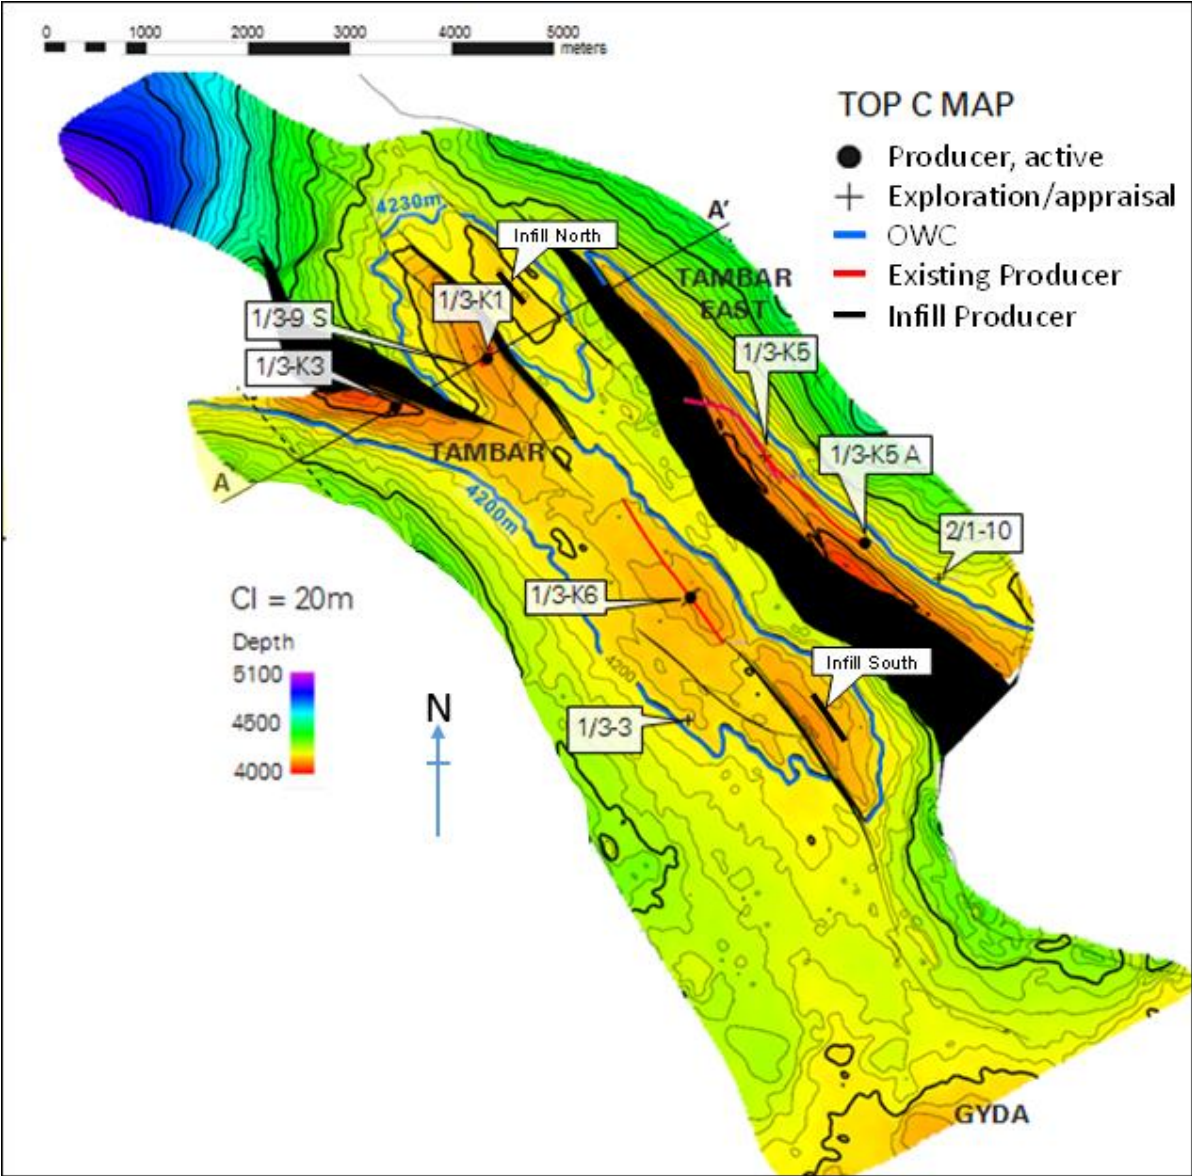 0 1000 2000 3000 4000 5000
meters
TOP C MAP
Producer, active
Exploration/appraisal
OWC
Existing Producer
Infill Producer
4230m
A'
Infill North
TAMBAR
EAST
1/3-K1
1/3-9 S
1/3-K3
1/3-K5
TAMBAR
1/3-K5 A
A
4200m
2/1-10
CI = 20m
1/3-K6
Depth
5100
4500
4000
Infill South
4200
N
1/3-3
GYDA